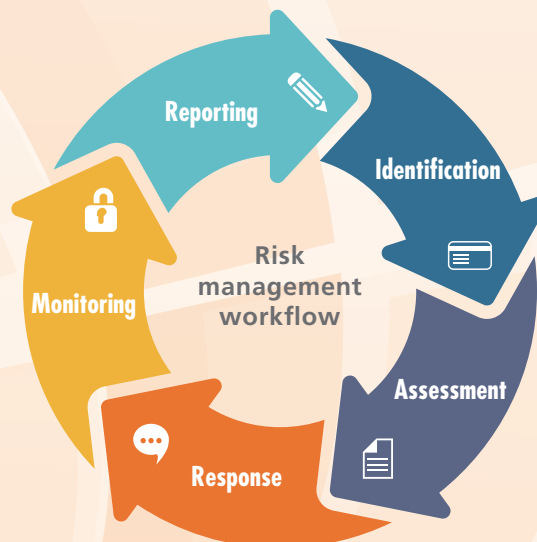 Reporting
Identification
Risk
management
workflow
Monitoring
Assessment
Response